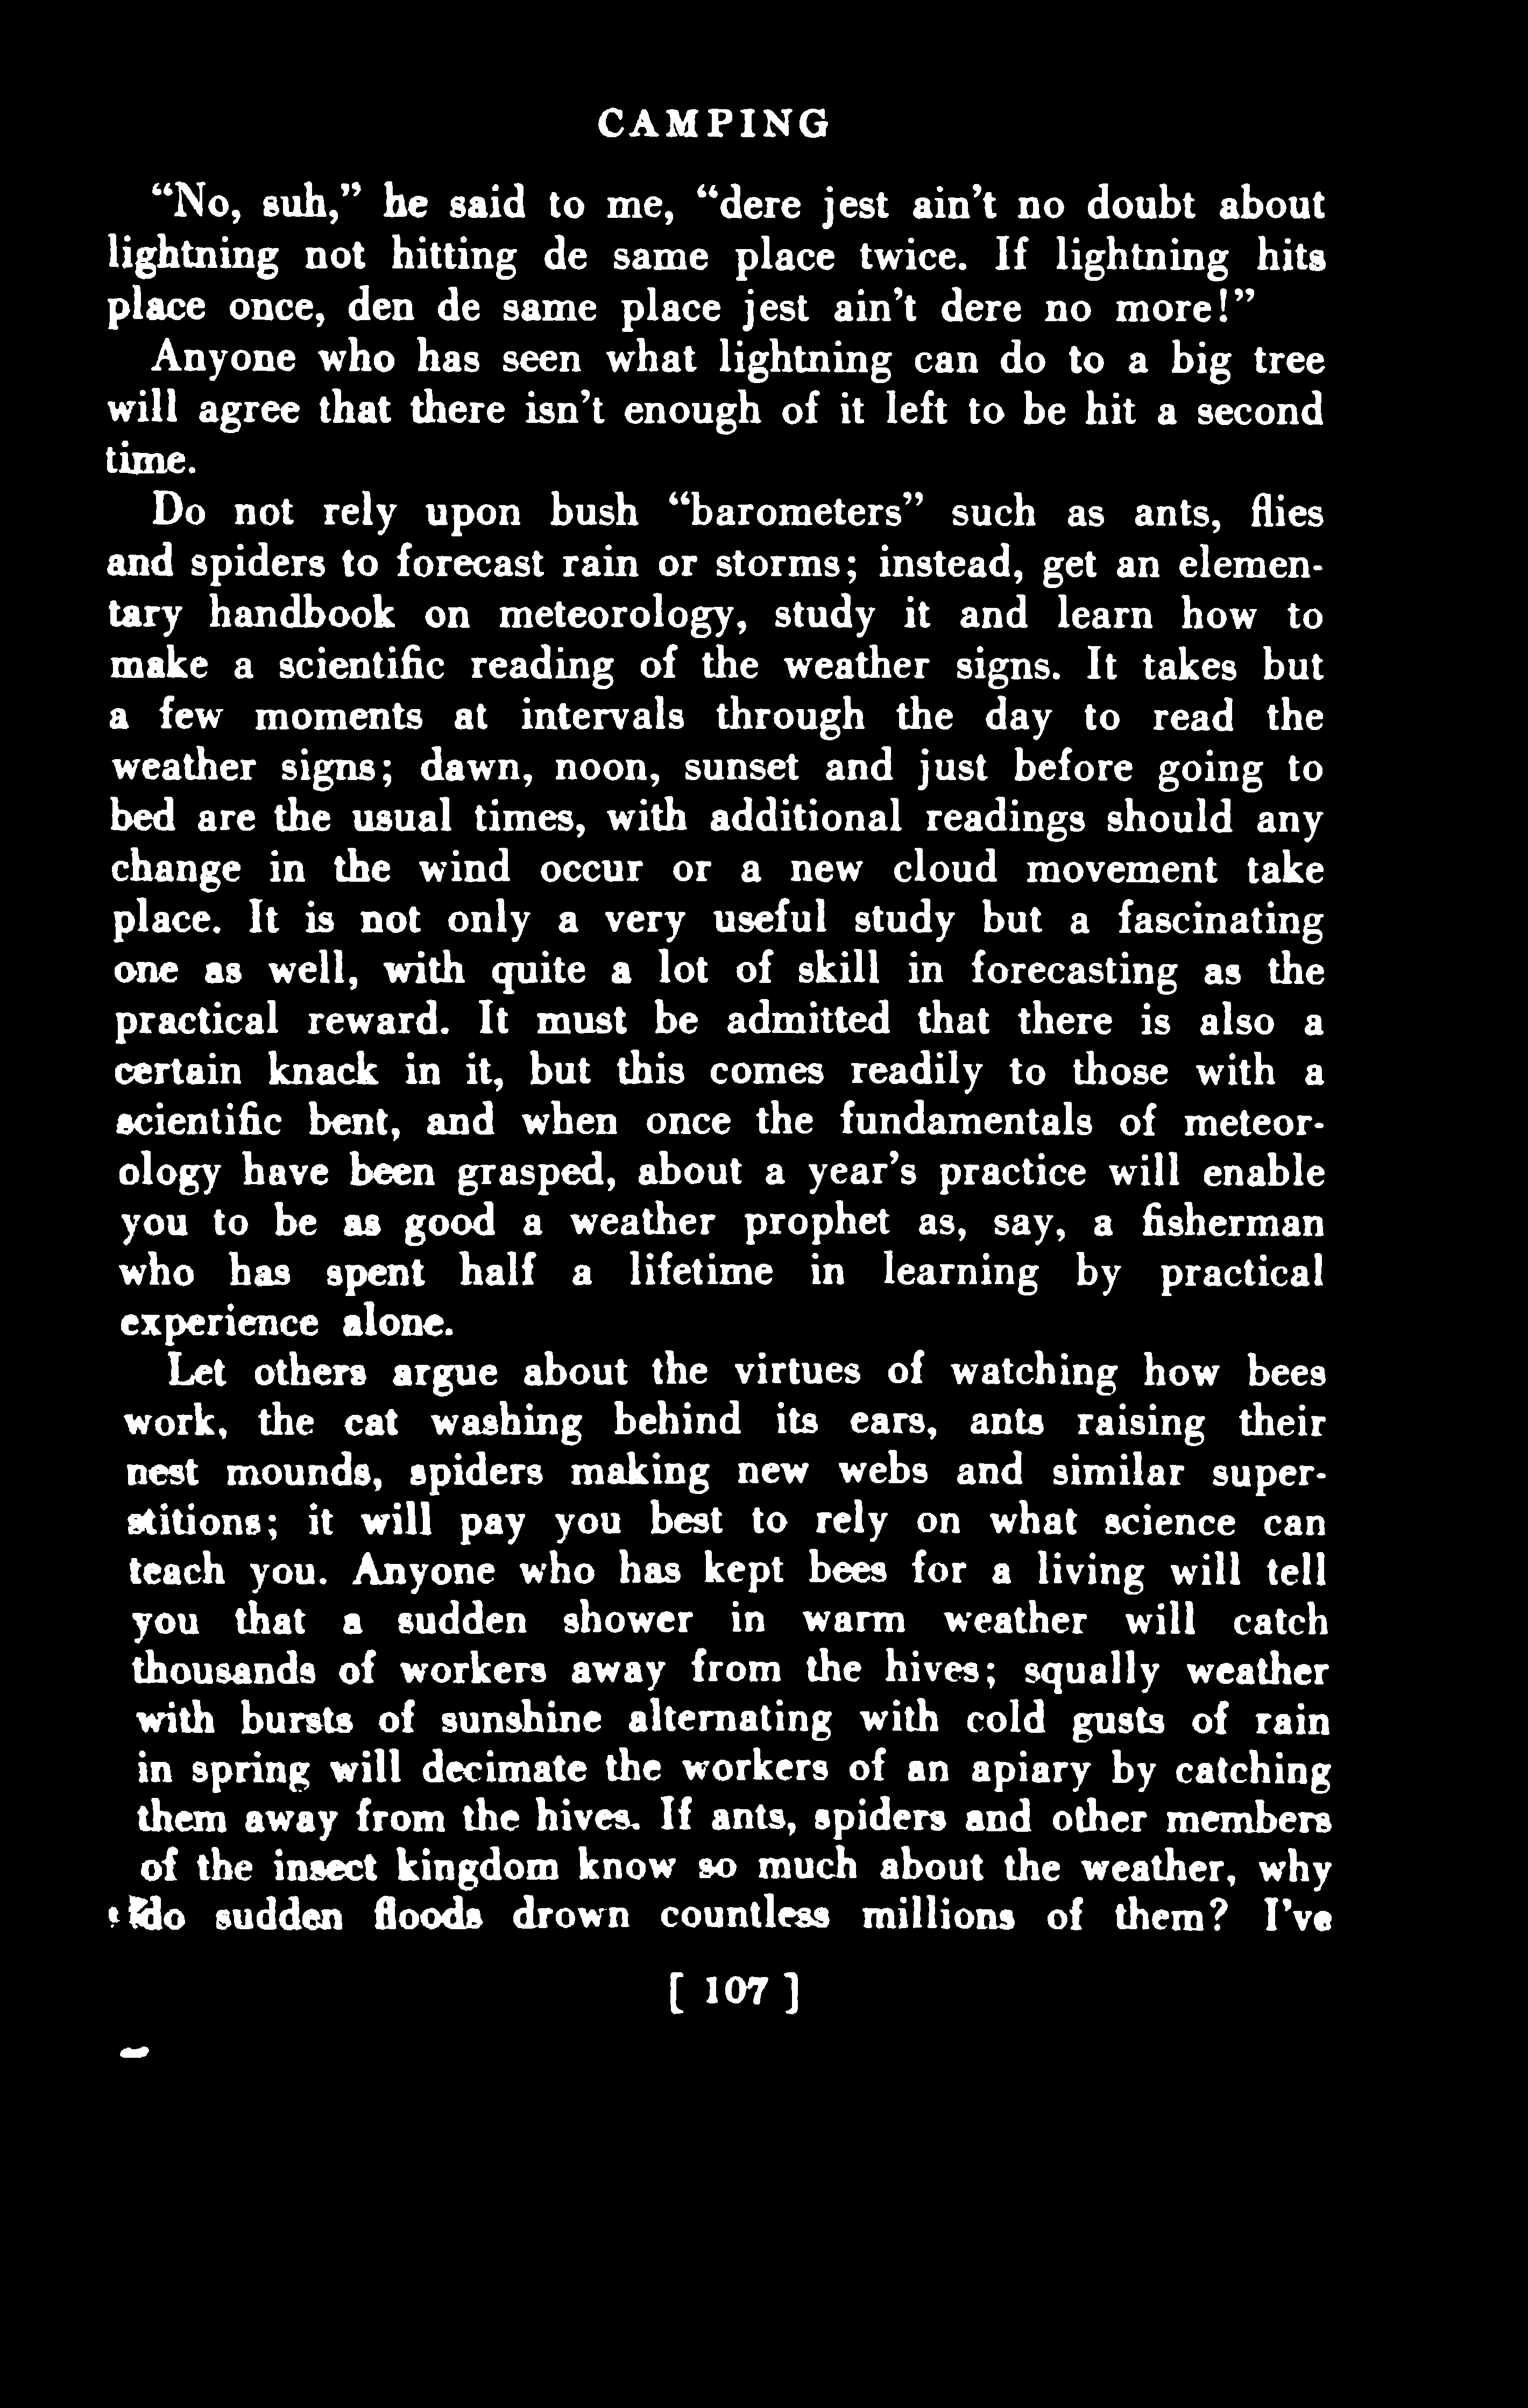 CAMPING
“No, suh,” he said to me, “dere jest ain’t no doubt about
lightning not hitting de same place twice. If lightning hits
place once, den de same place jest ain’t dere no more!”
Anyone who has seen what lightning can do to a big tree
will agree that there isn’t enough of it left to be hit a second
time.
Do not rely upon bush “barometers” such as ants, flies
and spiders to forecast rain or storms; instead, get an elemen-
tary handbook on meteorology, study it and learn how to
make a scientific reading of the weather signs. It takes but
a few moments at intervals through the day to read the
weather signs; dawn, noon, sunset and just before going to
bed are the usual times, with additional readings should any
change in the wind occur or a new cloud movement take
place. It is not only a very useful study but a fascinating
one as well, with quite a lot of skill in forecasting as the
practical reward. It must be admitted that there is also a
certain knack in it, but this comes readily to those with a
scientific bent, and when once the fundamentals of meteor-
ology have been grasped, about a year’s practice will enable
you to be as good a weather prophet as, say, a fisherman
who has spent half a lifetime in learning by practical
experience alone.
Let others argue about the virtues of watching how bees
work, the cat washing behind its ears, ants raising their
nest mounds, spiders making new webs and similar super-
stitions; it will pay you best to rely on what science can
teach you. Anyone who has kept bees for a living will tell
you that a sudden shower in warm weather will catch
thousands of workers away from the hives; squally weather
with bursts of sunshine alternating with cold gusts of rain
in spring will decimate the workers of an apiary by catching
them away from the hives. If ants, spiders and other members
of the insect kingdom know so much about the weather, why
do sudden floods drown countless millions of them? I’ve
[ 107 ]